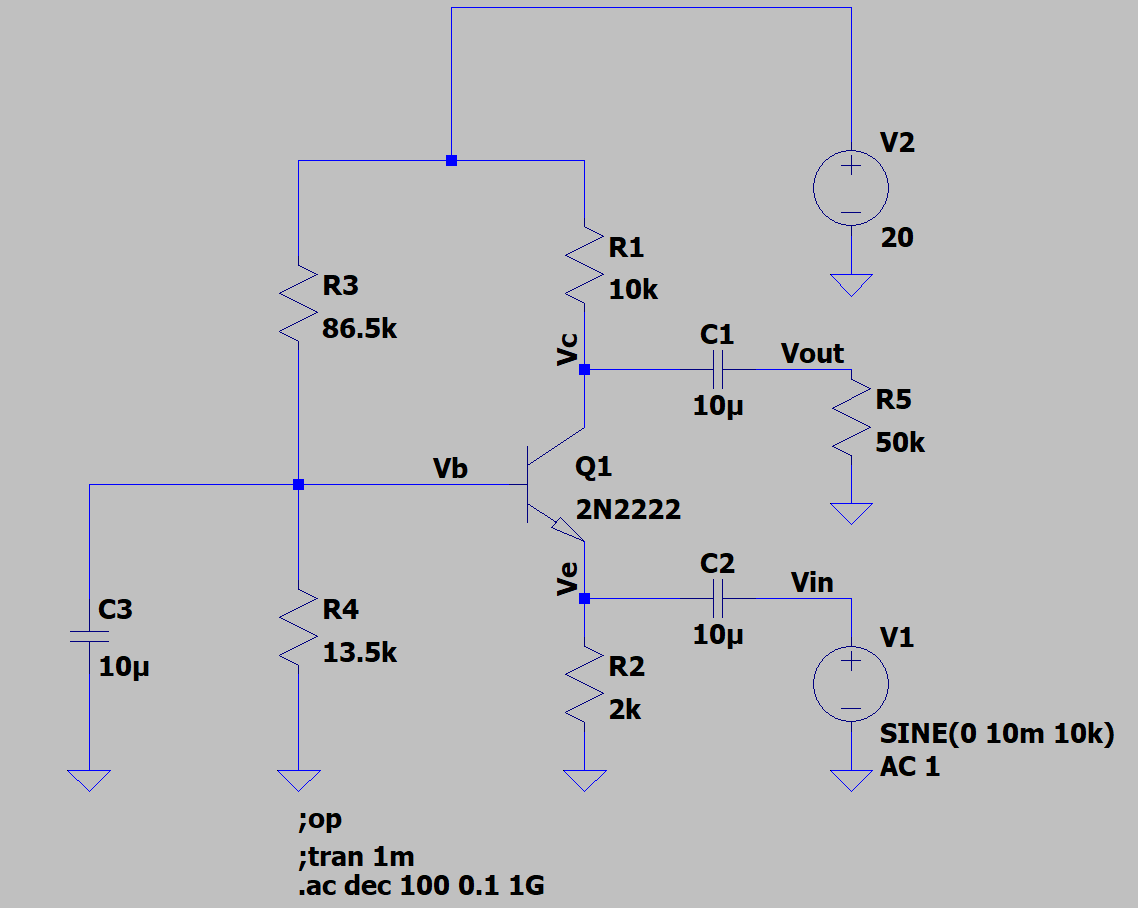 V2
20
R3
86.5k
R1
10k
Vc
C1
10µ
Vout
R5
50k
Vb
Q1
2N2222
Ve
C2
10µ
Vin
C3
10µ
R4
13.5k
R2
2k
V1
SINE(0 10m 10k)
AC 1
;op
;tran 1m
.ac dec 100 0.1 1G